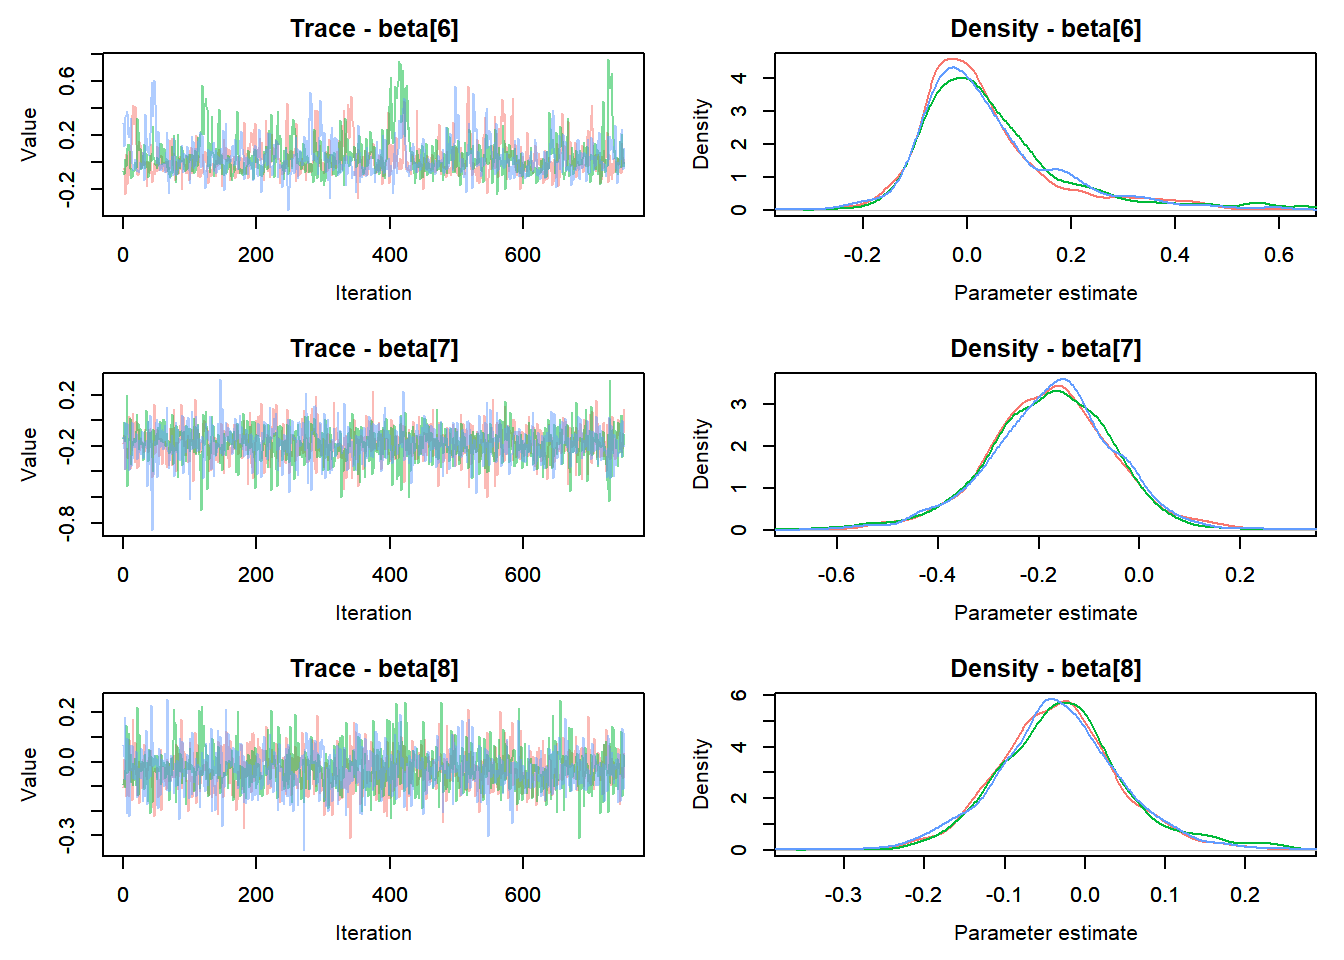 Trace - beta[6]
Value
-0.2 0.2 0.6
0 200 400 600
Iteration
Density - beta[6]
Density
0 1 2 3 4
-0.2 0.0 0.2 0.4 0.6
Parameter estimate
Trace - beta[7]
Value
-0.8 -0.2 0.2
0 200 400 600
Iteration
Density - beta[7]
Density
0 1 2 3
-0.6 -0.4 -0.2 0.0 0.2
Parameter estimate
Trace - beta[8]
Value
-0.3 0.0 0.2
0 200 400 600
Iteration
Density - beta[8]
Density
0 2 4 6
-0.3 -0.2 -0.1 0.0 0.1 0.2
Parameter estimate